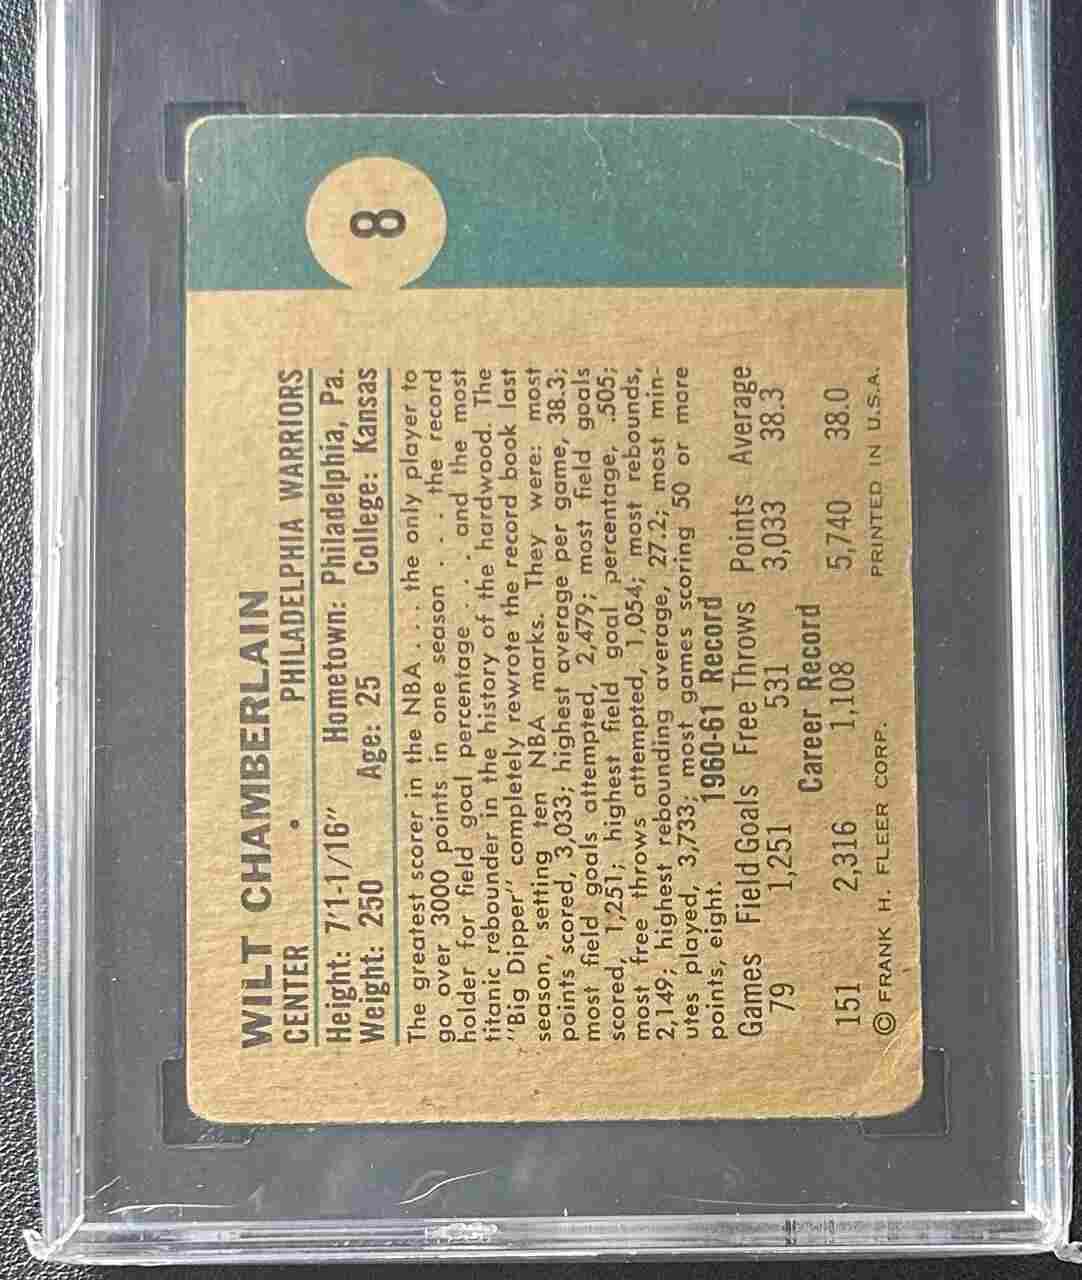 8
WILT CHAMBERLAIN
CENTER • PHILADELPHIA WARRIORS
Height: 7'1-1/16" Hometown: Philadelphia, Pa.
Weight: 250 Age: 25 College: Kansas
The greatest scorer in the NBA . . . the only player to
go over 3000 points in one season . . . the record
holder for field goal percentage . . . and the most
titanic rebounder in the history of the hardwood. The
"Big Dipper" completely rewrote the record book last
season, setting ten NBA marks. They were: most
points scored, 3,033; highest average per game, 38.3;
most field goals attempted, 2,479; most field goals
scored, 1,251; highest field goal percentage, .505;
most free throws attempted, 1,054; most rebounds,
2,149; highest rebounding average, 27.2; most min-
utes played, 3,733; most games scoring 50 or more
points, eight.
1960-61 Record
Games Field Goals Free Throws Points Average
79 1,251 531 3,033 38.3
Career Record
151 2,316 1,108 5,740 38.0
© FRANK H. FLEER CORP. PRINTED IN U.S.A.